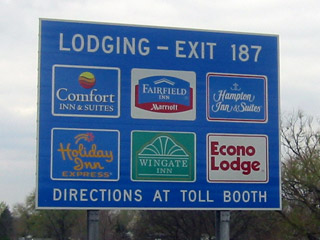 LODGING - EXIT 187
Comfort
INN & SUITES
FAIRFIELD
INN
Marriott
Hampton
Inn & Suites
Holiday
Inn
EXPRESS
WINGATE
INN
Econo
Lodge
DIRECTIONS AT TOLL BOOTH